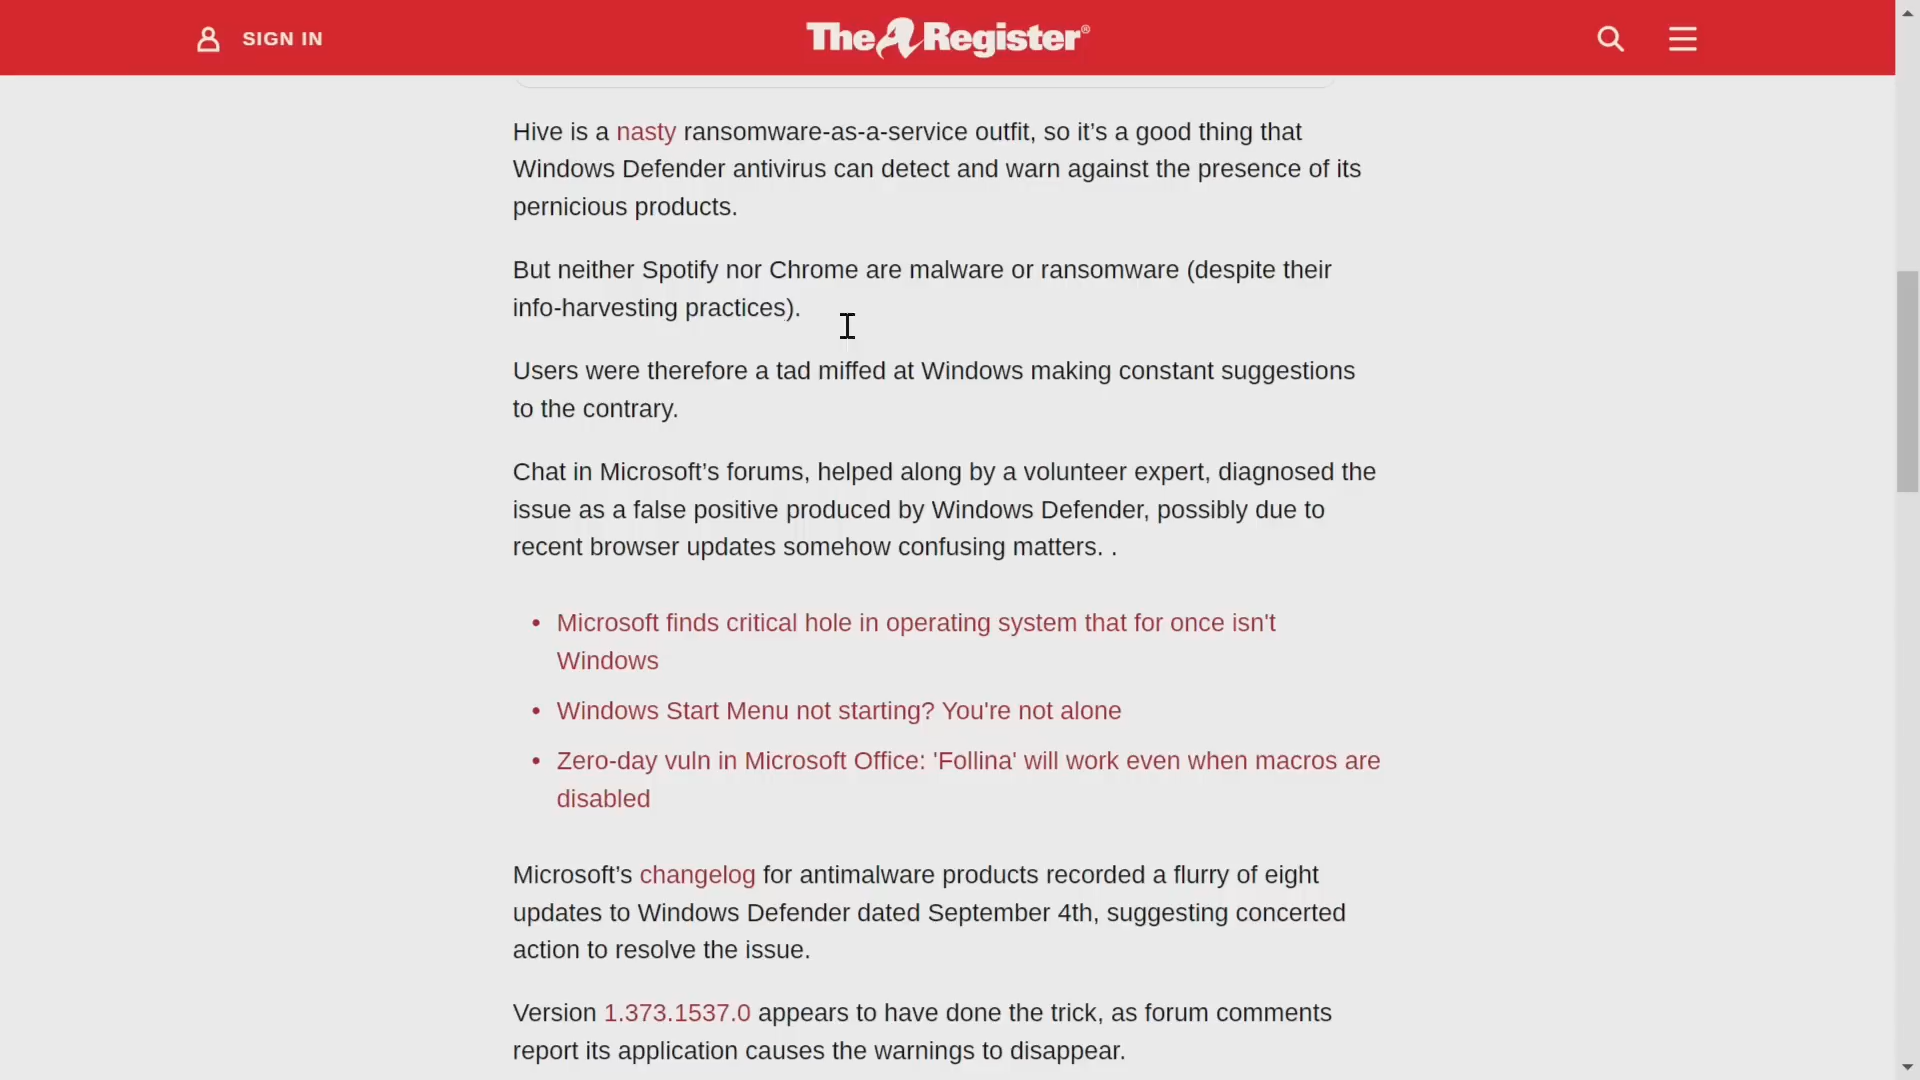 SIGN IN
The Register®
Hive is a nasty ransomware-as-a-service outfit, so it’s a good thing that
Windows Defender antivirus can detect and warn against the presence of its
pernicious products.
But neither Spotify nor Chrome are malware or ransomware (despite their
info-harvesting practices).
Users were therefore a tad miffed at Windows making constant suggestions
to the contrary.
Chat in Microsoft’s forums, helped along by a volunteer expert, diagnosed the
issue as a false positive produced by Windows Defender, possibly due to
recent browser updates somehow confusing matters. .
• Microsoft finds critical hole in operating system that for once isn't
Windows
• Windows Start Menu not starting? You're not alone
• Zero-day vuln in Microsoft Office: 'Follina' will work even when macros are
disabled
Microsoft’s changelog for antimalware products recorded a flurry of eight
updates to Windows Defender dated September 4th, suggesting concerted
action to resolve the issue.
Version 1.373.1537.0 appears to have done the trick, as forum comments
report its application causes the warnings to disappear.